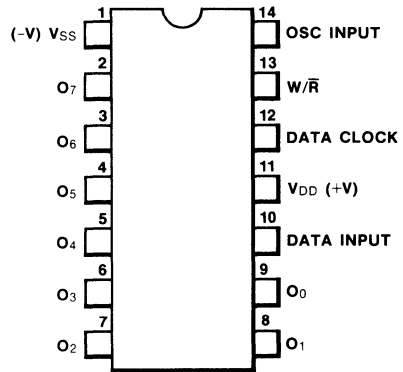 1
14
(-V) VSS
OSC INPUT
2
13
O7
W/R̅
3
12
O6
DATA CLOCK
4
11
O5
VDD (+V)
5
10
O4
DATA INPUT
6
9
O3
O0
7
8
O2
O1